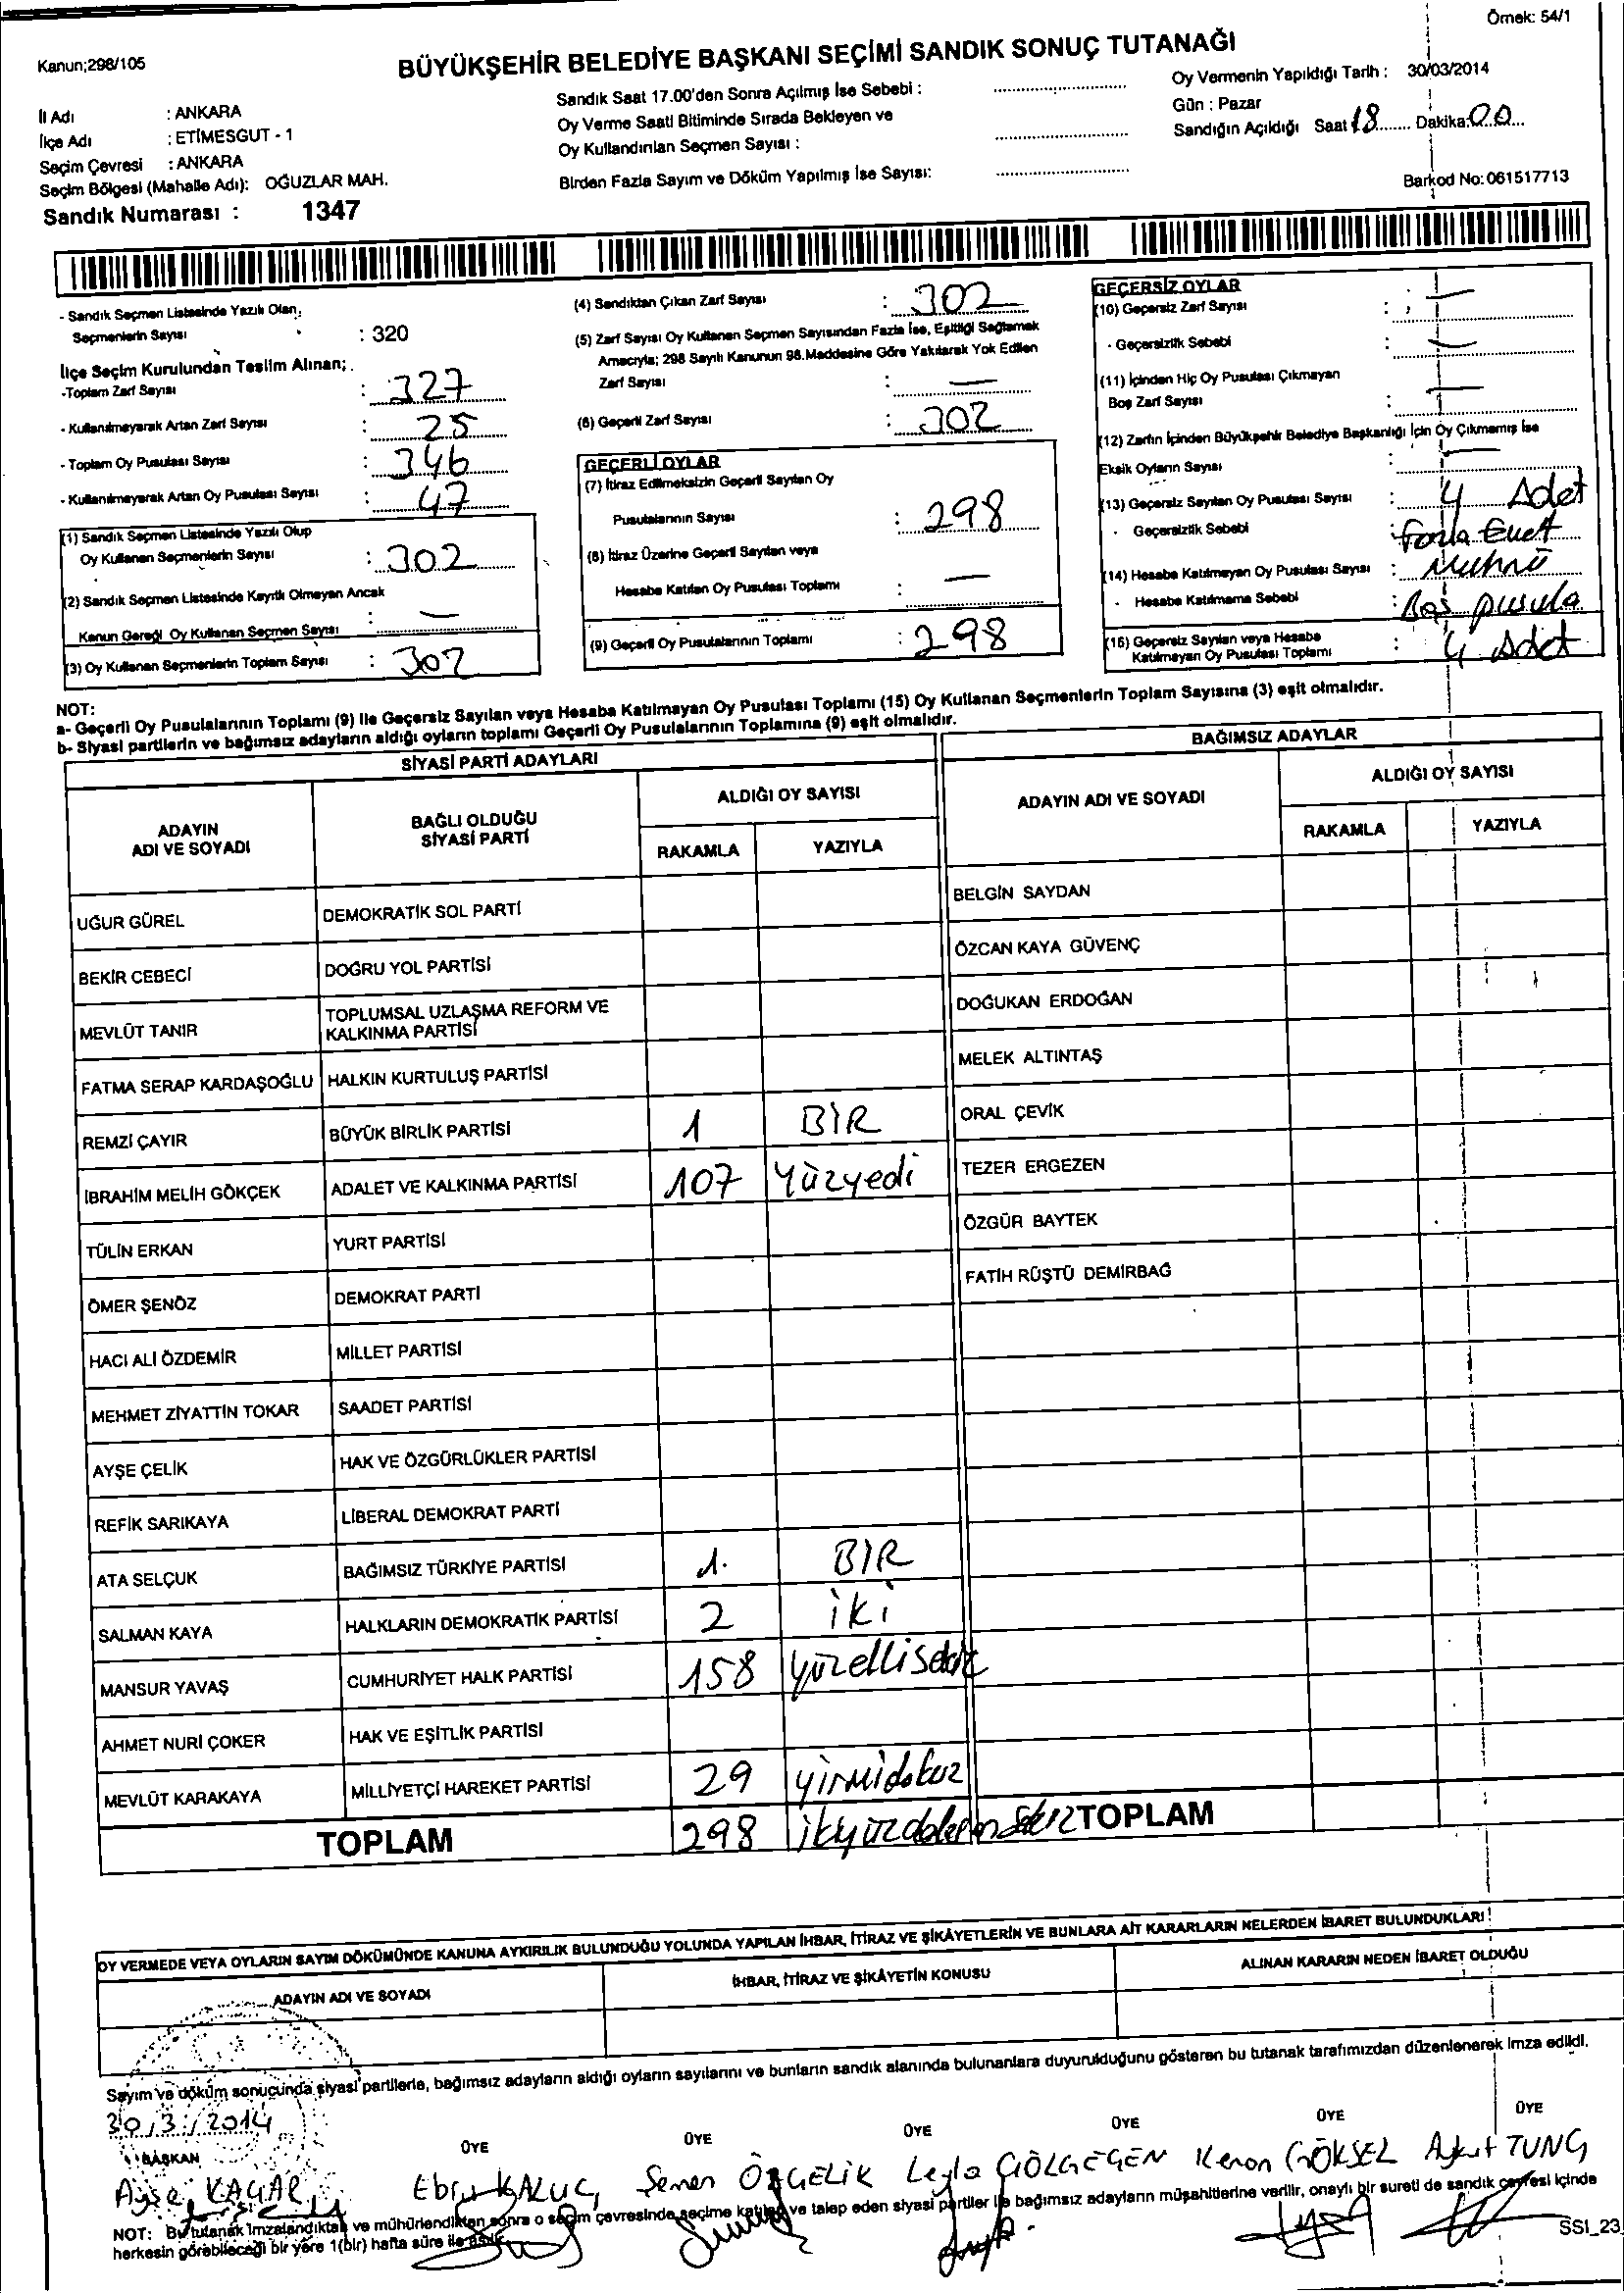 Örnek: 54/1
Kanun;298/105
BÜYÜKŞEHİR BELEDİYE BAŞKANI SEÇİMİ SANDIK SONUÇ TUTANAĞI
İl Adı : ANKARA
İlçe Adı : ETİMESGUT - 1
Seçim Çevresi : ANKARA
Seçim Bölgesi (Mahalle Adı): OĞUZLAR MAH.
Sandık Numarası : 1347
Sandık Saat 17.00'den Sonra Açılmış İse Sebebi :
Oy Verme Saati Bitiminde Sırada Bekleyen ve
Oy Kullandırılan Seçmen Sayısı :
Birden Fazla Sayım ve Döküm Yapılmış İse Sayısı:
Oy Vermenin Yapıldığı Tarih : 30/03/2014
Gün : Pazar
Sandığın Açıldığı Saat 18 Dakika: 00
Barkod No: 061517713
- Sandık Seçmen Listesinde Yazılı Olan,
Seçmenlerin Sayısı : 320
İlçe Seçim Kurulundan Teslim Alınan;
-Toplam Zarf Sayısı : 327
- Kullanılmayarak Artan Zarf Sayısı : 25
- Toplam Oy Pusulası Sayısı : 346
- Kullanılmayarak Artan Oy Pusulası Sayısı : 47
(1) Sandık Seçmen Listesinde Yazılı Olup
Oy Kullanan Seçmenlerin Sayısı : 302
(2) Sandık Seçmen Listesinde Kayıtlı Olmayan Ancak
Kanun Gereği Oy Kullanan Seçmen Sayısı : —
(3) Oy Kullanan Seçmenlerin Toplam Sayısı : 302
(4) Sandıktan Çıkan Zarf Sayısı : 302
(5) Zarf Sayısı Oy Kullanan Seçmen Sayısından Fazla İse, Eşitliği Sağlamak
Amacıyla; 298 Sayılı Kanunun 98.Maddesine Göre Yakılarak Yok Edilen
Zarf Sayısı : —
(6) Geçerli Zarf Sayısı : 302
GEÇERLİ OYLAR
(7) İtiraz Edilmeksizin Geçerli Sayılan Oy
Pusulalarının Sayısı : 298
(8) İtiraz Üzerine Geçerli Sayılan veya
Hesaba Katılan Oy Pusulası Toplamı : —
(9) Geçerli Oy Pusulalarının Toplamı : 298
GEÇERSİZ OYLAR
(10) Geçersiz Zarf Sayısı : —
- Geçersizlik Sebebi : —
(11) İçinden Hiç Oy Pusulası Çıkmayan
Boş Zarf Sayısı : —
(12) Zarfın İçinden Büyükşehir Belediye Başkanlığı İçin Oy Çıkmamış İse
Eksik Oyların Sayısı : —
(13) Geçersiz Sayılan Oy Pusulası Sayısı : 4 Adet
- Geçersizlik Sebebi : Fazla Evet
(14) Hesaba Katılmayan Oy Pusulası Sayısı : Mührü
- Hesaba Katılmama Sebebi : Boş pusula
(15) Geçersiz Sayılan veya Hesaba
Katılmayan Oy Pusulası Toplamı : 4 Adet
NOT:
a- Geçerli Oy Pusulalarının Toplamı (9) ile Geçersiz Sayılan veya Hesaba Katılmayan Oy Pusulası Toplamı (15) Oy Kullanan Seçmenlerin Toplam Sayısına (3) eşit olmalıdır.
b- Siyasi partilerin ve bağımsız adayların aldığı oyların toplamı Geçerli Oy Pusulalarının Toplamına (9) eşit olmalıdır.
SİYASİ PARTİ ADAYLARI
ADAYIN ADI VE SOYADI BAĞLI OLDUĞU SİYASİ PARTİ ALDIĞI OY SAYISI
RAKAMLA YAZIYLA
UĞUR GÜREL DEMOKRATİK SOL PARTİ
BEKİR CEBECİ DOĞRU YOL PARTİSİ
MEVLÜT TANIR TOPLUMSAL UZLAŞMA REFORM VE KALKINMA PARTİSİ
FATMA SERAP KARDAŞOĞLU HALKIN KURTULUŞ PARTİSİ
REMZİ ÇAYIR BÜYÜK BİRLİK PARTİSİ 1 BİR
İBRAHİM MELİH GÖKÇEK ADALET VE KALKINMA PARTİSİ 107 Yüzyedi
TÜLİN ERKAN YURT PARTİSİ
ÖMER ŞENÖZ DEMOKRAT PARTİ
HACI ALİ ÖZDEMİR MİLLET PARTİSİ
MEHMET ZİYATTİN TOKAR SAADET PARTİSİ
AYŞE ÇELİK HAK VE ÖZGÜRLÜKLER PARTİSİ
REFİK SARIKAYA LİBERAL DEMOKRAT PARTİ
ATA SELÇUK BAĞIMSIZ TÜRKİYE PARTİSİ 1. BİR
SALMAN KAYA HALKLARIN DEMOKRATİK PARTİSİ 2 iki
MANSUR YAVAŞ CUMHURİYET HALK PARTİSİ 158 yüzellisekiz
AHMET NURİ ÇOKER HAK VE EŞİTLİK PARTİSİ
MEVLÜT KARAKAYA MİLLİYETÇİ HAREKET PARTİSİ 29 yirmidokuz
TOPLAM 298
BAĞIMSIZ ADAYLAR
ADAYIN ADI VE SOYADI ALDIĞI OY SAYISI
RAKAMLA YAZIYLA
BELGİN SAYDAN
ÖZCAN KAYA GÜVENÇ
DOĞUKAN ERDOĞAN
MELEK ALTINTAŞ
ORAL ÇEVİK
TEZER ERGEZEN
ÖZGÜR BAYTEK
FATİH RÜŞTÜ DEMİRBAĞ
TOPLAM
OY VERMEDE VEYA OYLARIN SAYIM DÖKÜMÜNDE KANUNA AYKIRILIK BULUNDUĞU YOLUNDA YAPILAN İHBAR, İTİRAZ VE ŞİKÂYETLERİN VE BUNLARA AİT KARARLARIN NELERDEN İBARET BULUNDUKLARI
ADAYIN ADI VE SOYADI İHBAR, İTİRAZ VE ŞİKÂYETİN KONUSU ALINAN KARARIN NEDEN İBARET OLDUĞU
Sayım ve döküm sonucunda siyasi partilerle, bağımsız adayların aldığı oyların sayılarını ve bunların sandık alanında bulunanlara duyurulduğunu gösteren bu tutanak tarafımızdan düzenlenerek imza edildi.
30/3/2014
BAŞKAN ÜYE ÜYE ÜYE ÜYE ÜYE ÜYE
Ayşe KAÇAR Ebru KALUÇ Senem ÖZÇELİK Leyla GÖLGEÇEN Kenan GÖKSEL Aykut TUNÇ
NOT: Bu tutanak imzalandıktan ve mühürlendikten sonra o seçim çevresinde seçime katılan ve talep eden siyasi partiler ile bağımsız adayların müşahitlerine verilir, onaylı bir sureti de sandık çevresi içinde
herkesin görebileceği bir yere 1(bir) hafta süre ile asılır.
SSI_23